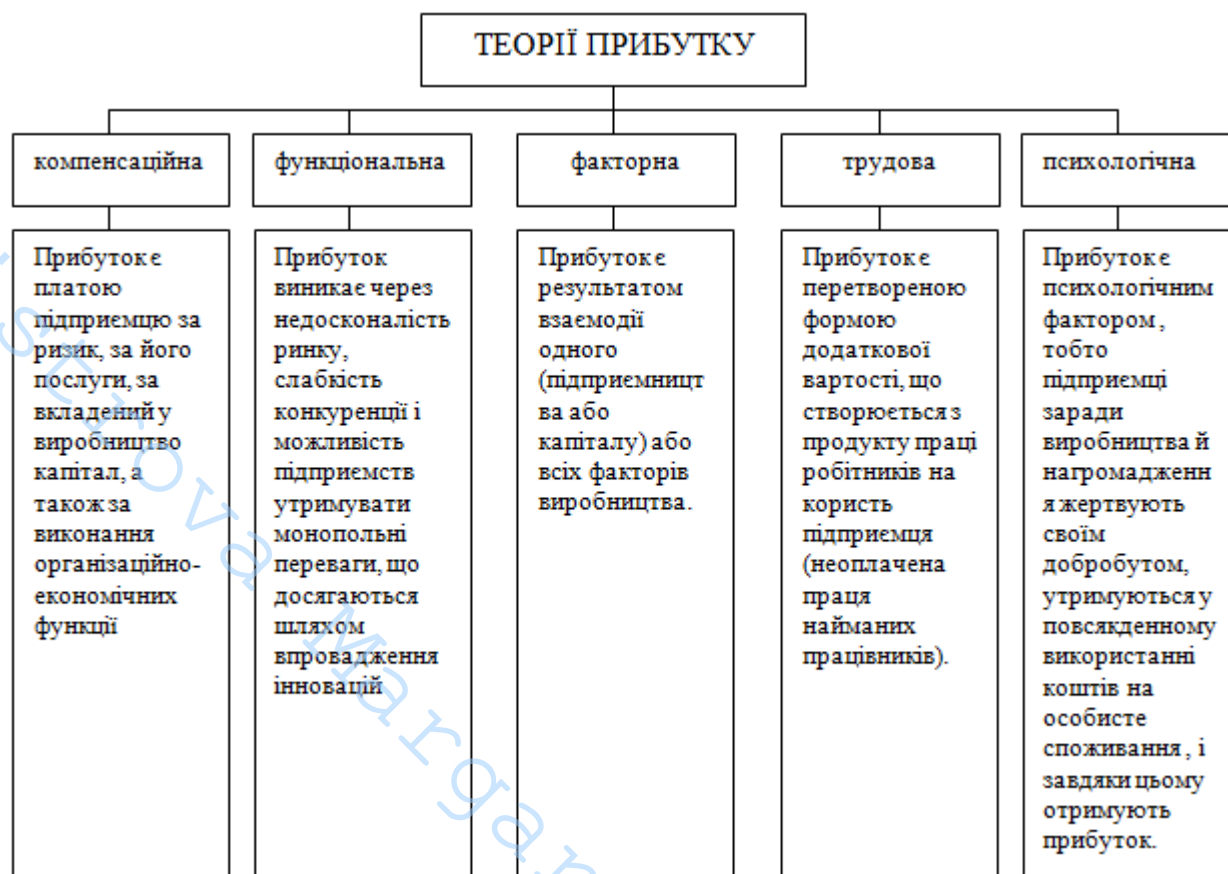 ТЕОРІЇ ПРИБУТКУ
компенсаційна
Прибуток є
платою
підприємцю за
ризик, за його
послуги, за
вкладений у
виробництво
капітал, а
також за
виконання
організаційно-
економічних
функції
функціональна
Прибуток
виникає через
недосконалість
ринку,
слабкість
конкуренції і
можливість
підприємств
утримувати
монопольні
переваги, що
досягаються
шляхом
впровадження
інновацій
факторна
Прибуток є
результатом
взаємодії
одного
(підприємницт
ва або
капіталу) або
всіх факторів
виробництва.
трудова
Прибуток є
перетвореною
формою
додаткової
вартості, що
створюється з
продукту праці
робітників на
користь
підприємця
(неоплачена
праця
найманих
працівників).
психологічна
Прибуток є
психологічним
фактором,
тобто
підприємці
заради
виробництва й
нагромадженн
я жертвують
своїм
добробутом,
утримуються у
повсякденному
використанні
коштів на
особисте
споживання, і
завдяки цьому
отримують
прибуток.